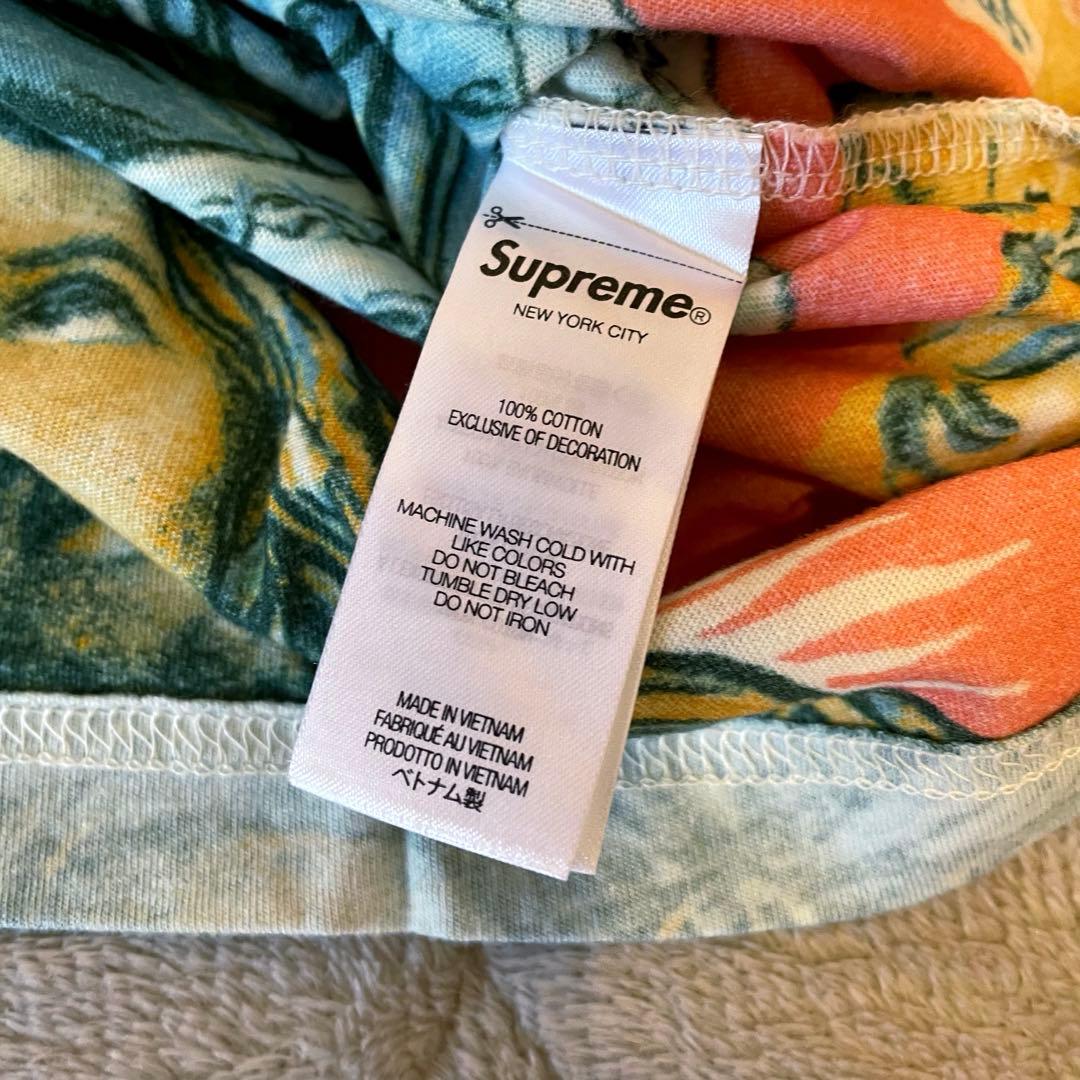 Supreme®
NEW YORK CITY
100% COTTON
EXCLUSIVE OF DECORATION
MACHINE WASH COLD WITH
LIKE COLORS
DO NOT BLEACH
TUMBLE DRY LOW
DO NOT IRON
MADE IN VIETNAM
FABRIQUÉ AU VIETNAM
PRODOTTO IN VIETNAM
ベトナム製